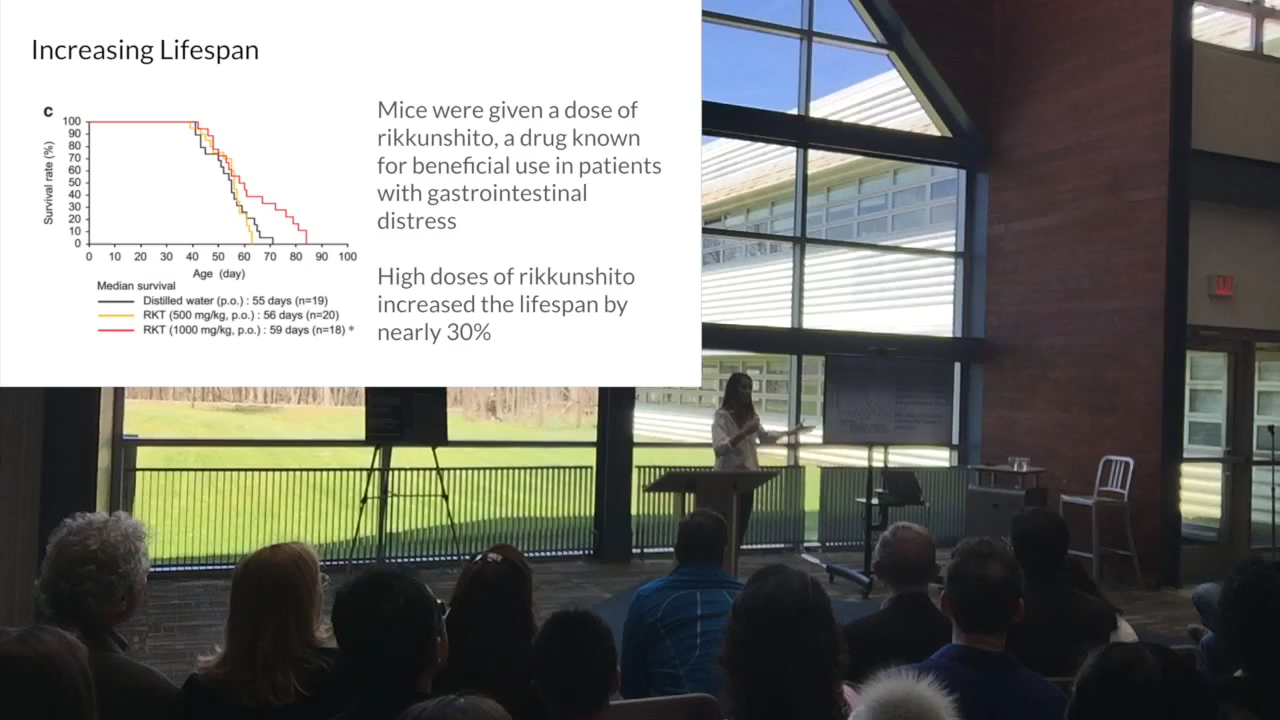 Increasing Lifespan
c
100
90
80
70
60
50
40
30
20
10
0
Survival rate (%)
0 10 20 30 40 50 60 70 80 90 100
Age (day)
Median survival
Distilled water (p.o.) : 55 days (n=19)
RKT (500 mg/kg, p.o.) : 56 days (n=20)
RKT (1000 mg/kg, p.o.) : 59 days (n=18) *
Mice were given a dose of
rikkunshito, a drug known
for beneficial use in patients
with gastrointestinal
distress
High doses of rikkunshito
increased the lifespan by
nearly 30%